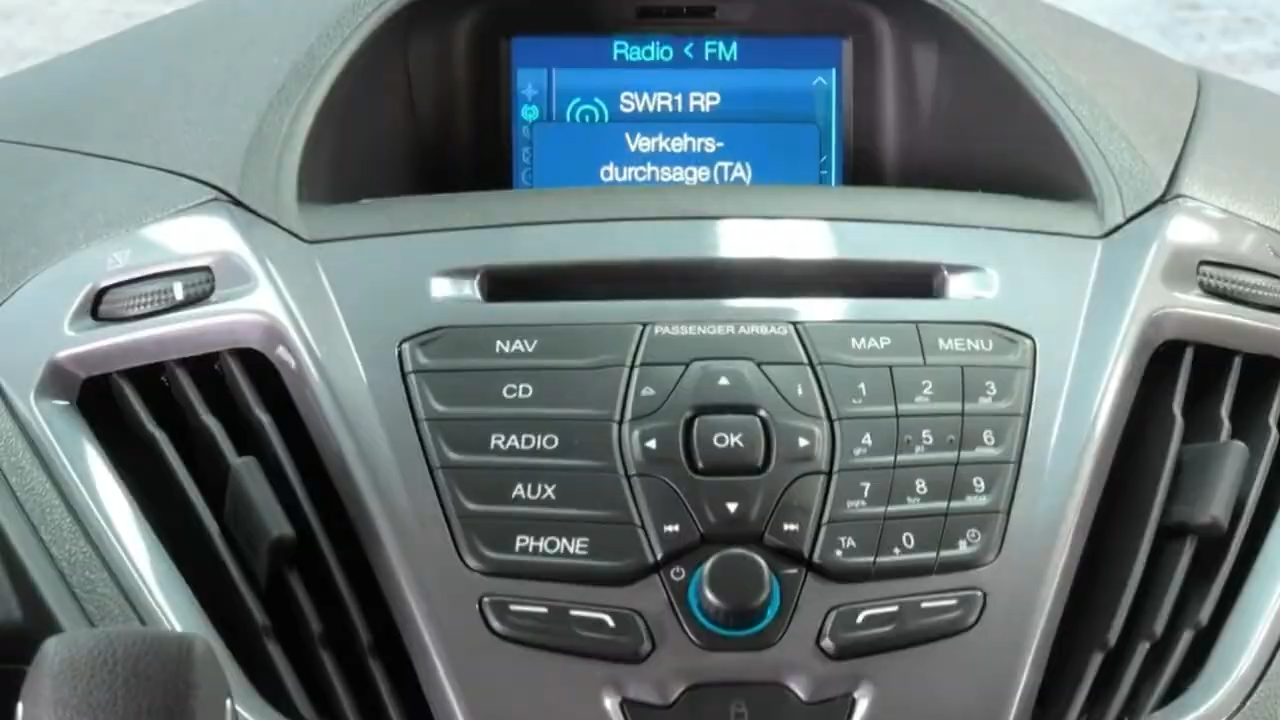 Radio < FM
SWR1 RP
Verkehrs-
durchsage (TA)
PASSENGER AIRBAG
NAV
MAP
MENU
CD
i
1
2
3
RADIO
OK
4
5
6
AUX
7
8
9
PHONE
TA
*
+0
#